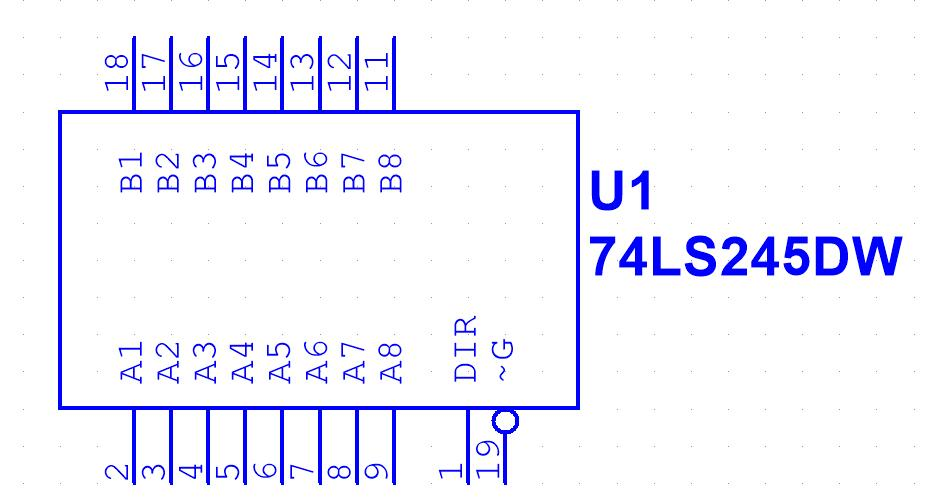 18 17 16 15 14 13 12 11
B1 B2 B3 B4 B5 B6 B7 B8
U1
74LS245DW
A1 A2 A3 A4 A5 A6 A7 A8 DIR ~G
2 3 4 5 6 7 8 9 1 19